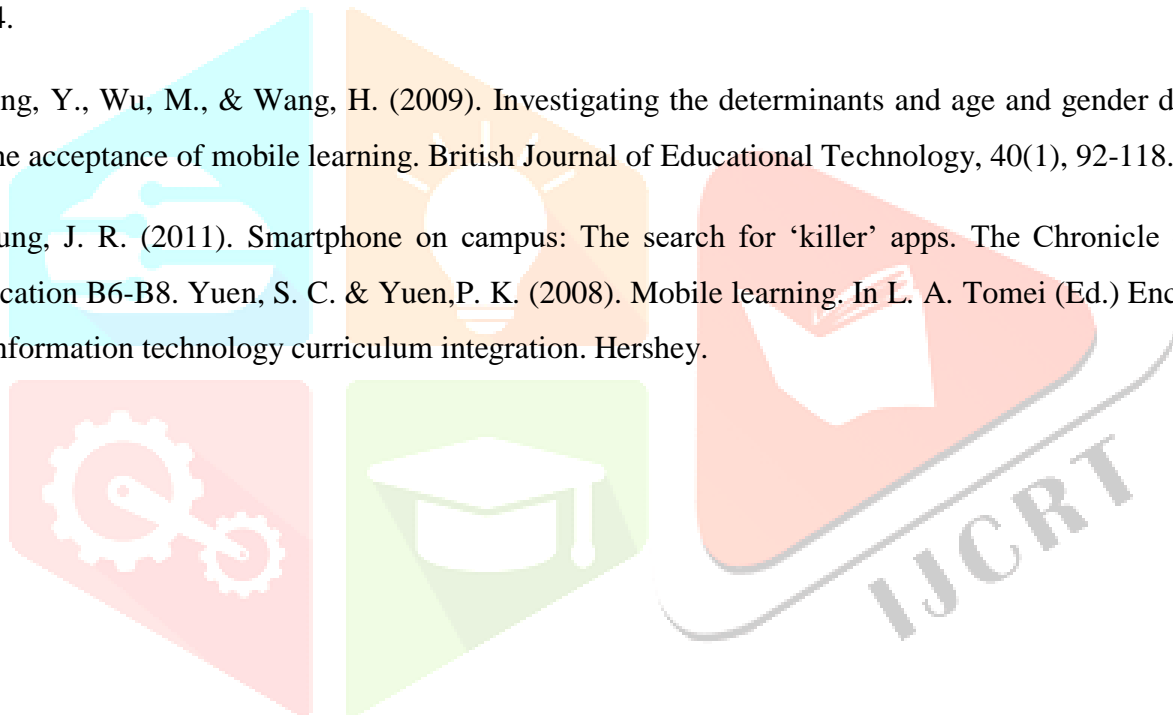 4.
ng, Y., Wu, M., & Wang, H. (2009). Investigating the determinants and age and gender d
ne acceptance of mobile learning. British Journal of Educational Technology, 40(1), 92-118.
ung, J. R. (2011). Smartphone on campus: The search for ‘killer’ apps. The Chronicle
cation B6-B8. Yuen, S. C. & Yuen,P. K. (2008). Mobile learning. In L. A. Tomei (Ed.) Enc
nformation technology curriculum integration. Hershey.
IJCRT